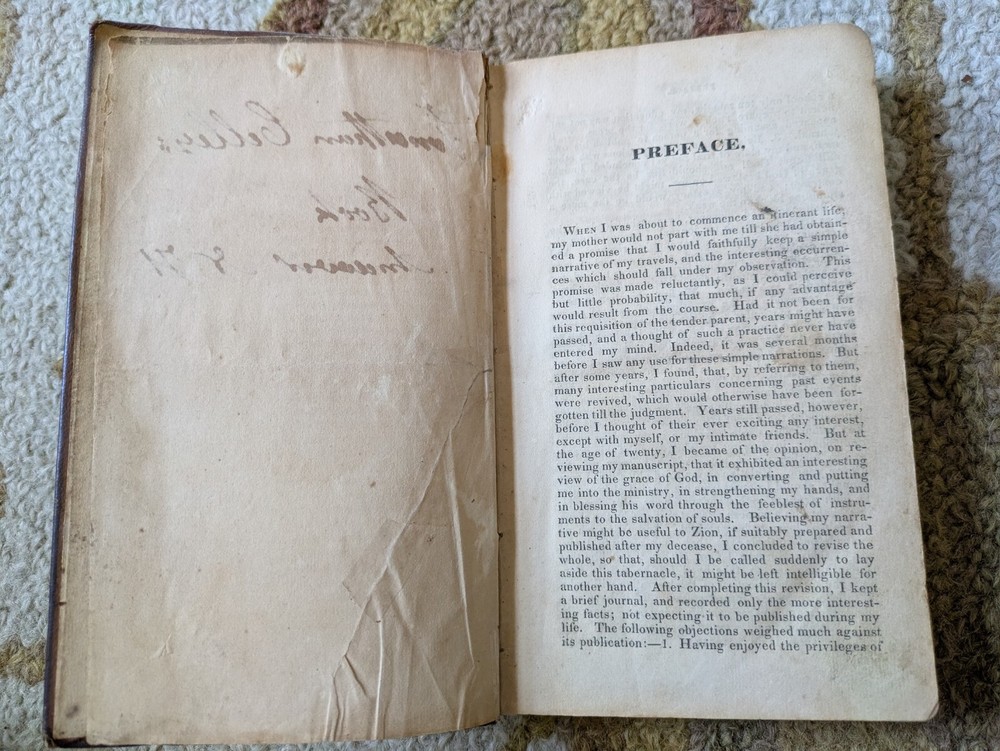 Jonathan
Book
PREFACE.
WHEN I was about to commence an itinerant life,
my mother would not part with me till she had obtain-
ed a promise that I would faithfully keep a simple
narrative of my travels, and the interesting occurren-
ces which should fall under my observation. This
promise was made reluctantly, as I could perceive
but little probability, that much, if any advantage
would result from the course. Had it not been for
this requisition of the tender parent, years might have
passed, and a thought of such a practice never have
entered my mind. Indeed, it was several months
before I saw any use for these simple narrations. But
after some years, I found, that, by referring to them,
many interesting particulars concerning past events
were revived, which would otherwise have been for-
gotten till the judgment. Years still passed, however,
before I thought of their ever exciting any interest,
except with myself, or my intimate friends. But at
the age of twenty, I became of the opinion, on re-
viewing my manuscript, that it exhibited an interesting
view of the grace of God, in converting and putting
me into the ministry, in strengthening my hands, and
in blessing his word through the feeblest of instru-
ments to the salvation of souls. Believing my narra-
tive might be useful to Zion, if suitably prepared and
published after my decease, I concluded to revise the
whole, so that, should I be called suddenly to lay
aside this tabernacle, it might be left intelligible for
another hand. After completing this revision, I kept
a brief journal, and recorded only the more interest-
ing facts; not expecting it to be published during my
life. The following objections weighed much against
its publication:—1. Having enjoyed the privileges of